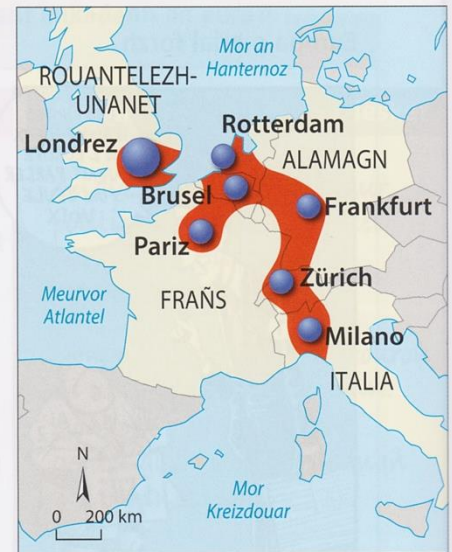 Mor an
Hanternoz
ROUANTELEZH-
UNANET
Londrez
Rotterdam
ALAMAGN
Brusel
Frankfurt
Pariz
Zürich
Meurvor
Atlantel
FRAÑS
Milano
ITALIA
N
0 200 km
Mor
Kreizdouar